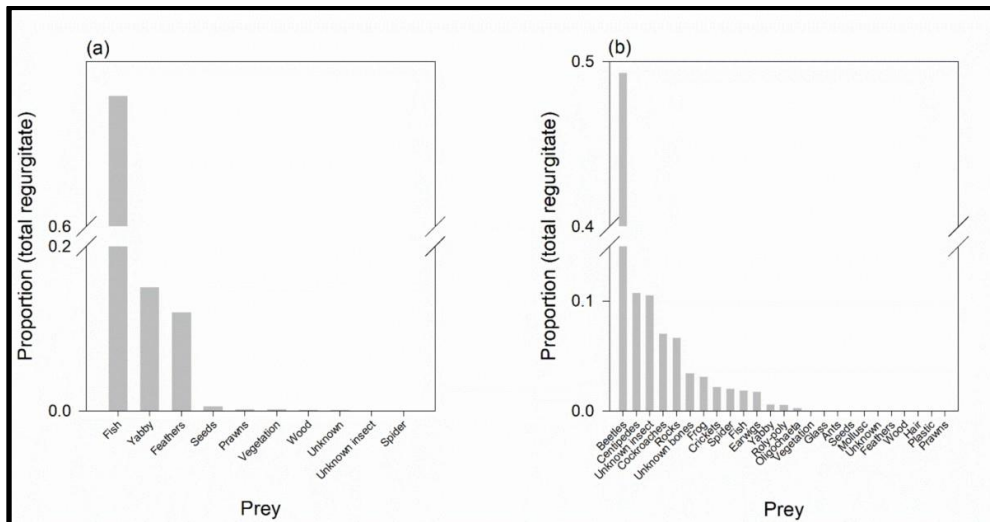 (a)
Proportion (total regurgitate)
0.6
0.2
0.0
Fish
Yabby
Feathers
Seeds
Prawns
Vegetation
Wood
Unknown
Unknown insect
Spider
Prey
(b)
Proportion (total regurgitate)
0.5
0.4
0.1
0.0
Beetles
Centipedes
Unknown insect
Cockroaches
Rocks
Unknown bones
Frog
Crickets
Spider
Fish
Earwigs
Yabby
Roly-poly
Oligochaeta
Vegetation
Glass
Ants
Seeds
Mollusc
Unknown
Feathers
Wood
Hair
Plastic
Prawns
Prey